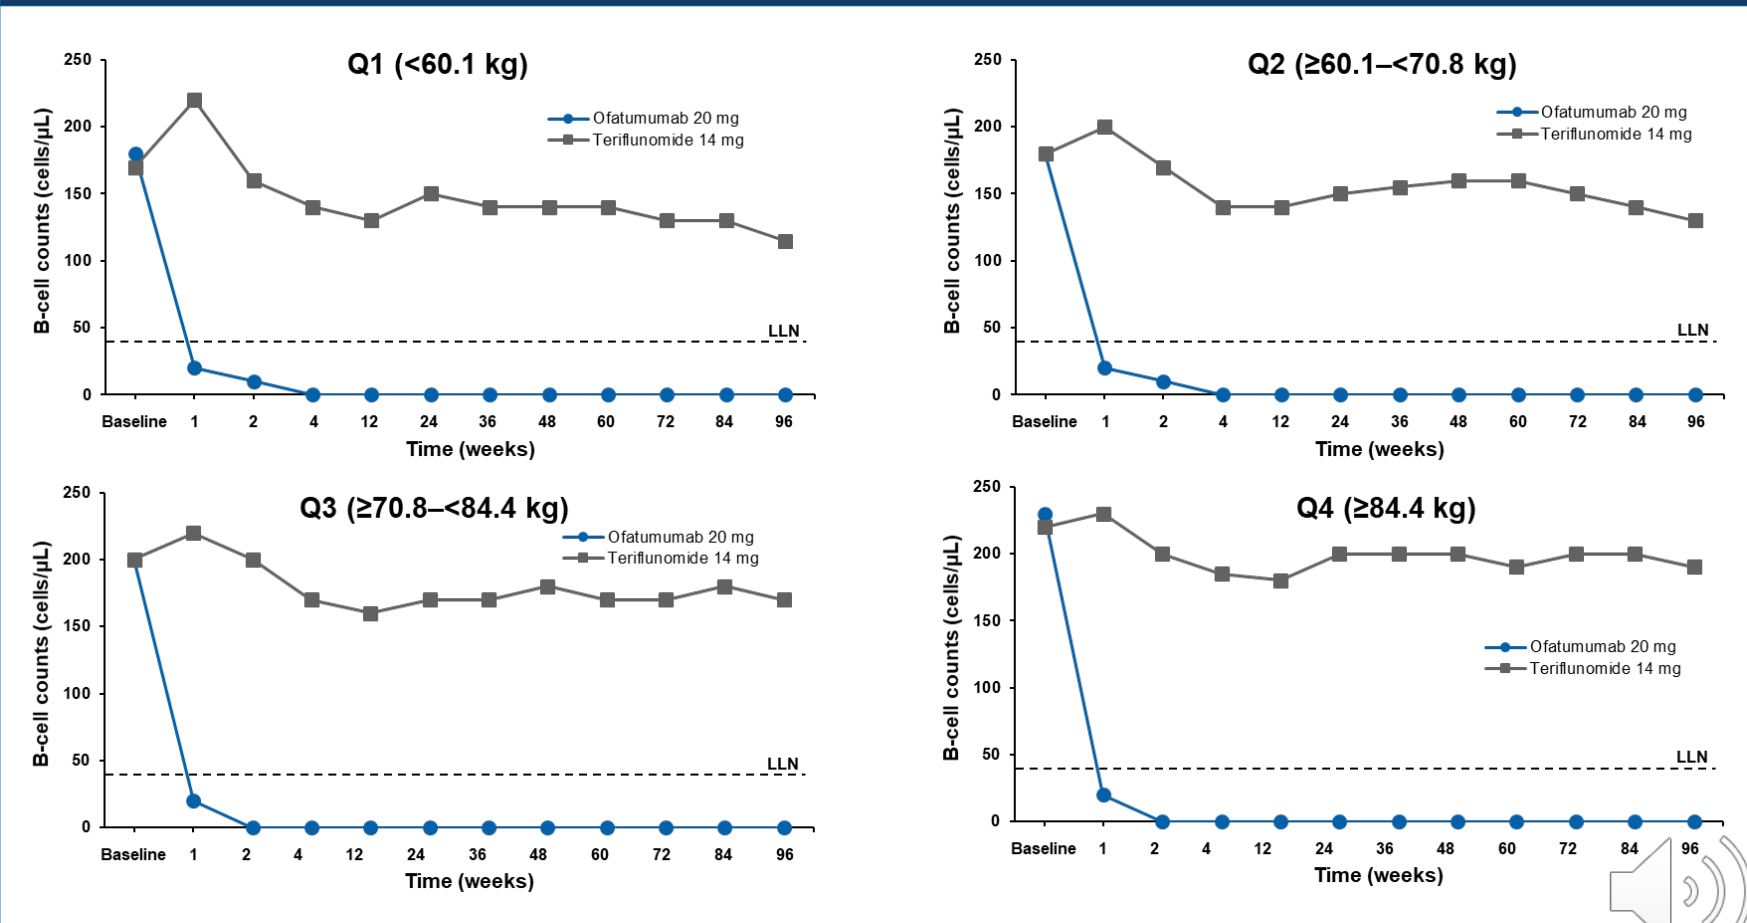 Q1 (<60.1 kg)
250
200
150
100
50
0
B-cell counts (cells/µL)
Ofatumumab 20 mg
Teriflunomide 14 mg
LLN
Baseline 1 2 4 12 24 36 48 60 72 84 96
Time (weeks)
Q2 (≥60.1–<70.8 kg)
250
200
150
100
50
0
B-cell counts (cells/µL)
Ofatumumab 20 mg
Teriflunomide 14 mg
LLN
Baseline 1 2 4 12 24 36 48 60 72 84 96
Time (weeks)
Q3 (≥70.8–<84.4 kg)
250
200
150
100
50
0
B-cell counts (cells/µL)
Ofatumumab 20 mg
Teriflunomide 14 mg
LLN
Baseline 1 2 4 12 24 36 48 60 72 84 96
Time (weeks)
Q4 (≥84.4 kg)
250
200
150
100
50
0
B-cell counts (cells/µL)
Ofatumumab 20 mg
Teriflunomide 14 mg
LLN
Baseline 1 2 4 12 24 36 48 60 72 84 96
Time (weeks)